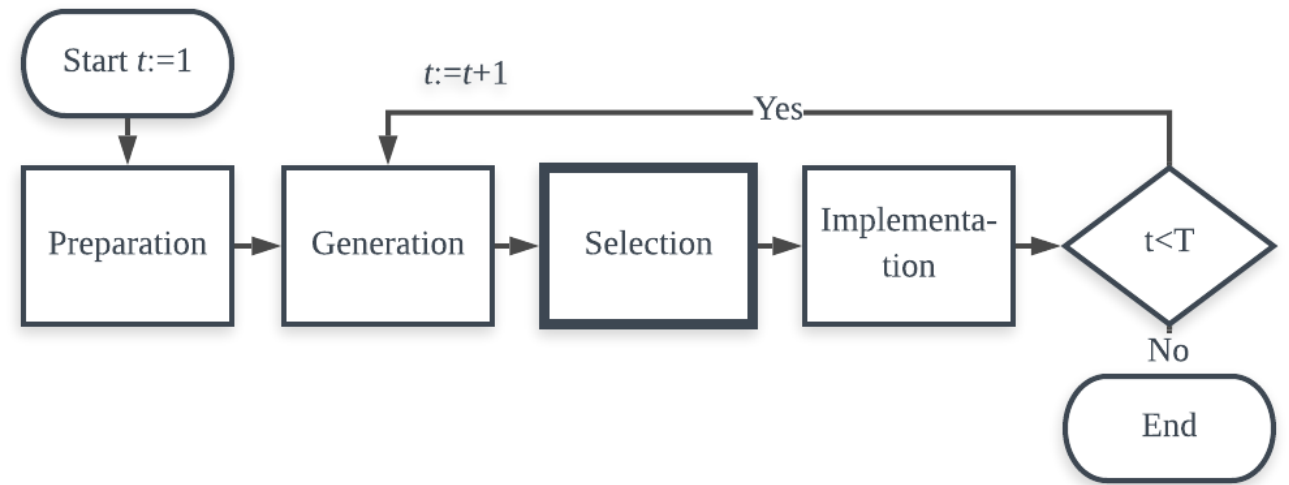 Start t:=1
t:=t+1
Yes
Preparation
Generation
Selection
Implementa-
tion
t<T
No
End